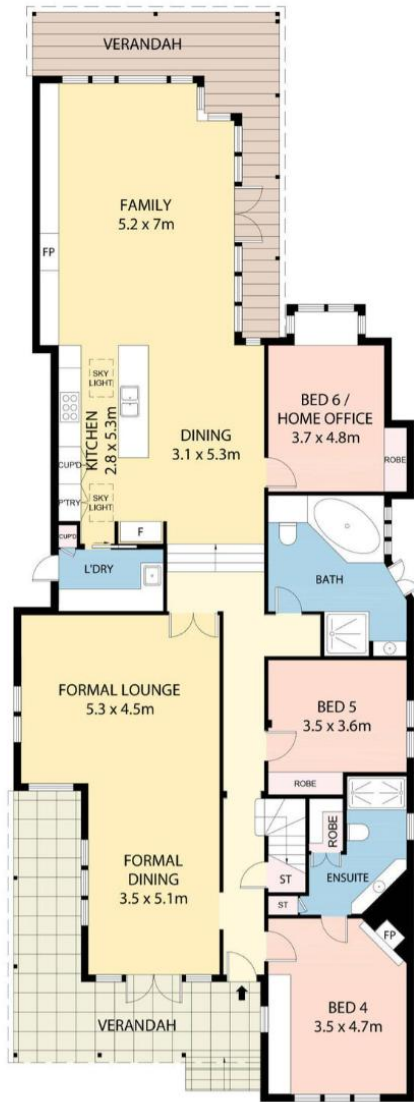 VERANDAH
FAMILY
5.2 x 7m
FP
SKY
LIGHT
KITCHEN
2.8 x 5.3m
CUP'D
P'TRY
SKY
LIGHT
DINING
3.1 x 5.3m
BED 6 /
HOME OFFICE
3.7 x 4.8m
ROBE
CUP'D
F
L'DRY
BATH
FORMAL LOUNGE
5.3 x 4.5m
BED 5
3.5 x 3.6m
ROBE
ROBE
FORMAL
DINING
3.5 x 5.1m
ST
ENSUITE
ST
FP
BED 4
3.5 x 4.7m
VERANDAH